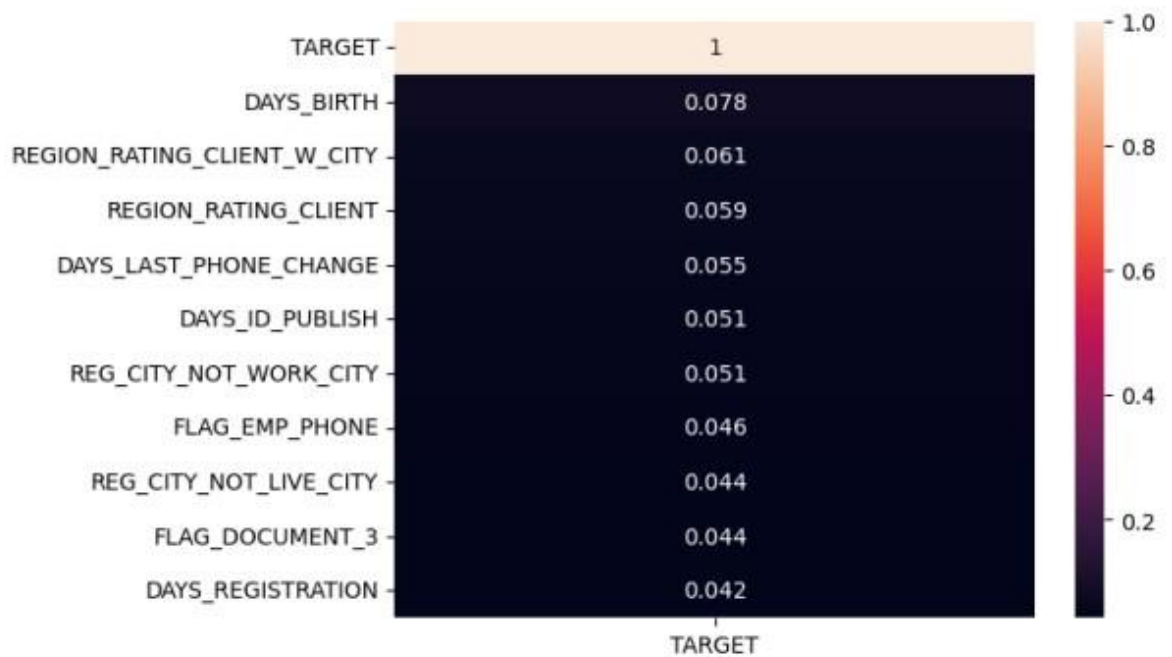 TARGET 1
DAYS_BIRTH 0.078
REGION_RATING_CLIENT_W_CITY 0.061
REGION_RATING_CLIENT 0.059
DAYS_LAST_PHONE_CHANGE 0.055
DAYS_ID_PUBLISH 0.051
REG_CITY_NOT_WORK_CITY 0.051
FLAG_EMP_PHONE 0.046
REG_CITY_NOT_LIVE_CITY 0.044
FLAG_DOCUMENT_3 0.044
DAYS_REGISTRATION 0.042
TARGET
1.0
0.8
0.6
0.4
0.2